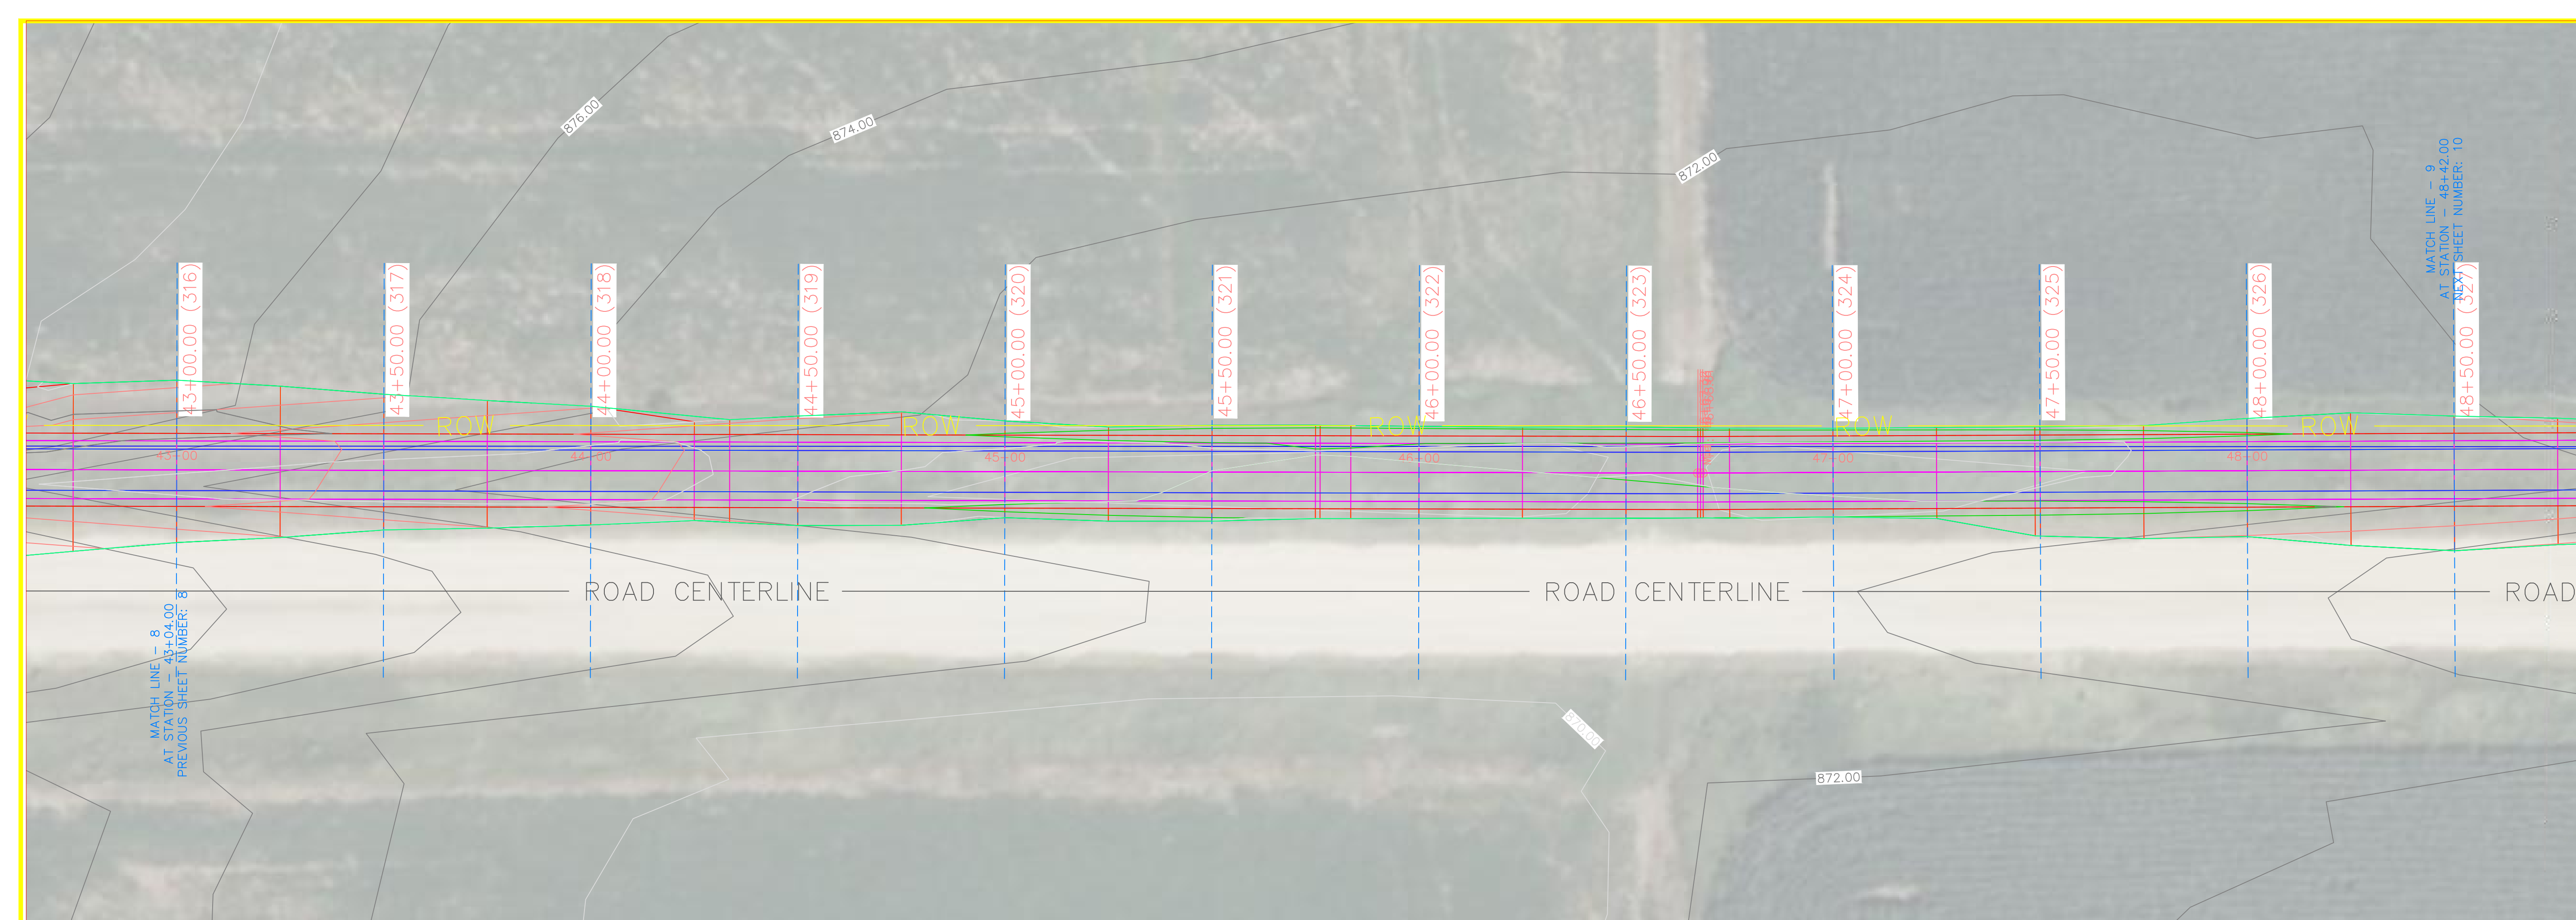 876.00
874.00
872.00
MATCH LINE - 9
AT STATION - 48+42.00
NEXT SHEET NUMBER: 10
43+00.00 (316)
43+50.00 (317)
44+00.00 (318)
44+50.00 (319)
45+00.00 (320)
45+50.00 (321)
46+00.00 (322)
46+50.00 (323)
47+00.00 (324)
47+50.00 (325)
48+00.00 (326)
48+50.00 (327)
ROW
ROW
ROW
ROW
ROW
43+00
44+00
45+00
46+00
47+00
48+00
ROAD CENTERLINE
ROAD CENTERLINE
ROAD
MATCH LINE - 8
AT STATION - 43+04.00
PREVIOUS SHEET NUMBER: 8
870.00
872.00